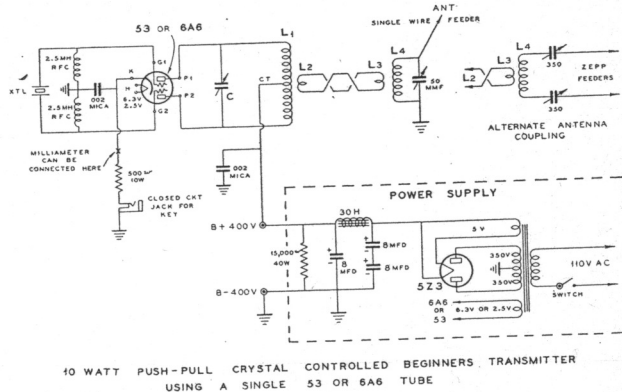 53 OR 6A6
ANT.
SINGLE WIRE
FEEDER
L1
L2
L3
L4
L4
L3
L2
350
350
ZEPP
FEEDERS
ALTERNATE ANTENNA
COUPLING
2.5MH
RFC
XTL
2.5MH
RFC
.002
MICA
K
H
6.3V
2.5V
G1
G2
P1
P2
C
CT
50
MMF
MILLIAMETER
CAN BE
CONNECTED HERE
500 ω
10W
CLOSED CKT
JACK FOR
KEY
.002
MICA
B+ 400V
B- 400V
POWER SUPPLY
30H
15,000 ω
40W
8
MFD
8MFD
8MFD
5Z3
5V
350V
350V
110V AC
SWITCH
6A6
OR
53
6.3V OR 2.5V
10 WATT PUSH-PULL CRYSTAL CONTROLLED BEGINNERS TRANSMITTER
USING A SINGLE 53 OR 6A6 TUBE